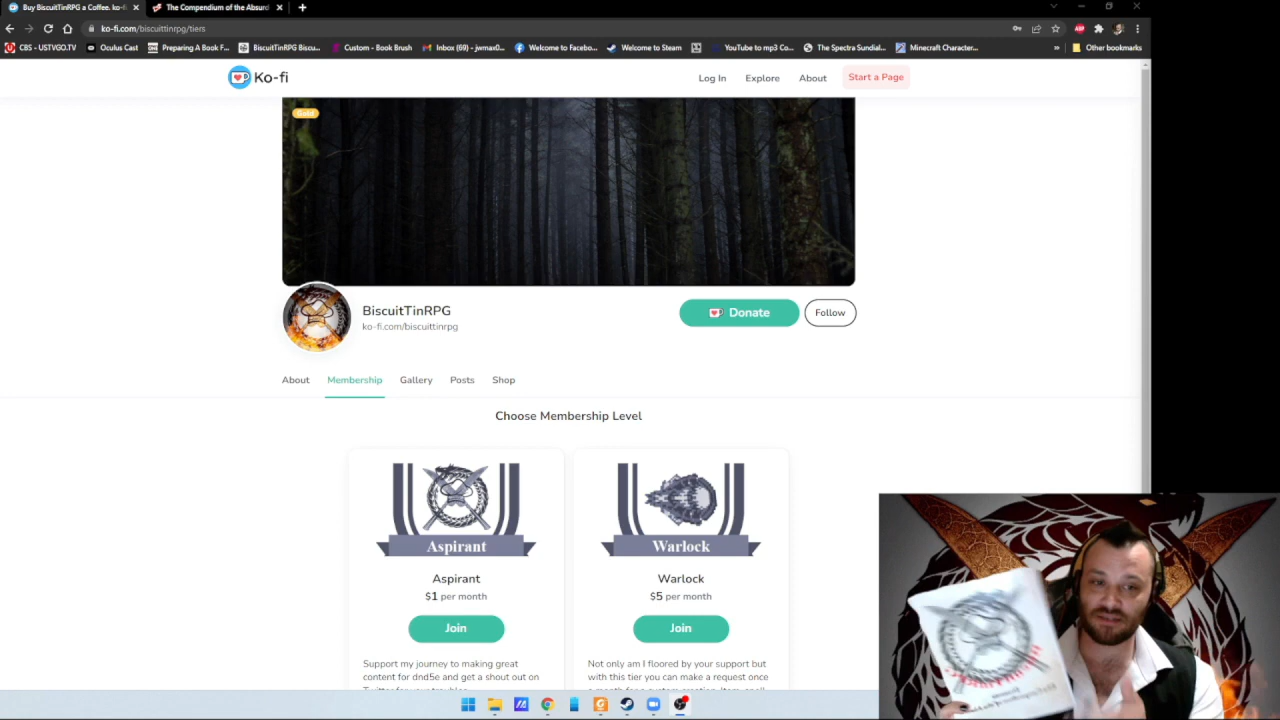 Buy BiscuitTinRPG a Coffee. ko-fi
The Compendium of the Absurd
ko-fi.com/biscuittinrpg/tiers
CBS - USTVGO.TV
Oculus Cast
Preparing A Book F...
BiscuitTinRPG Biscu...
Custom - Book Brush
Inbox (69) - jwmax0...
Welcome to Facebo...
Welcome to Steam
YouTube to mp3 Co...
The Spectra Sundial...
Minecraft Character...
»
Other bookmarks
Ko-fi
Log In
Explore
About
Start a Page
Gold
BiscuitTinRPG
ko-fi.com/biscuittinrpg
Donate
Follow
About
Membership
Gallery
Posts
Shop
Choose Membership Level
Aspirant
Warlock
Aspirant
Warlock
$1 per month
$5 per month
Join
Join
Support my journey to making great
content for dnd5e and get a shout out on
Not only am I floored by your support but
with this tier you can make a request once